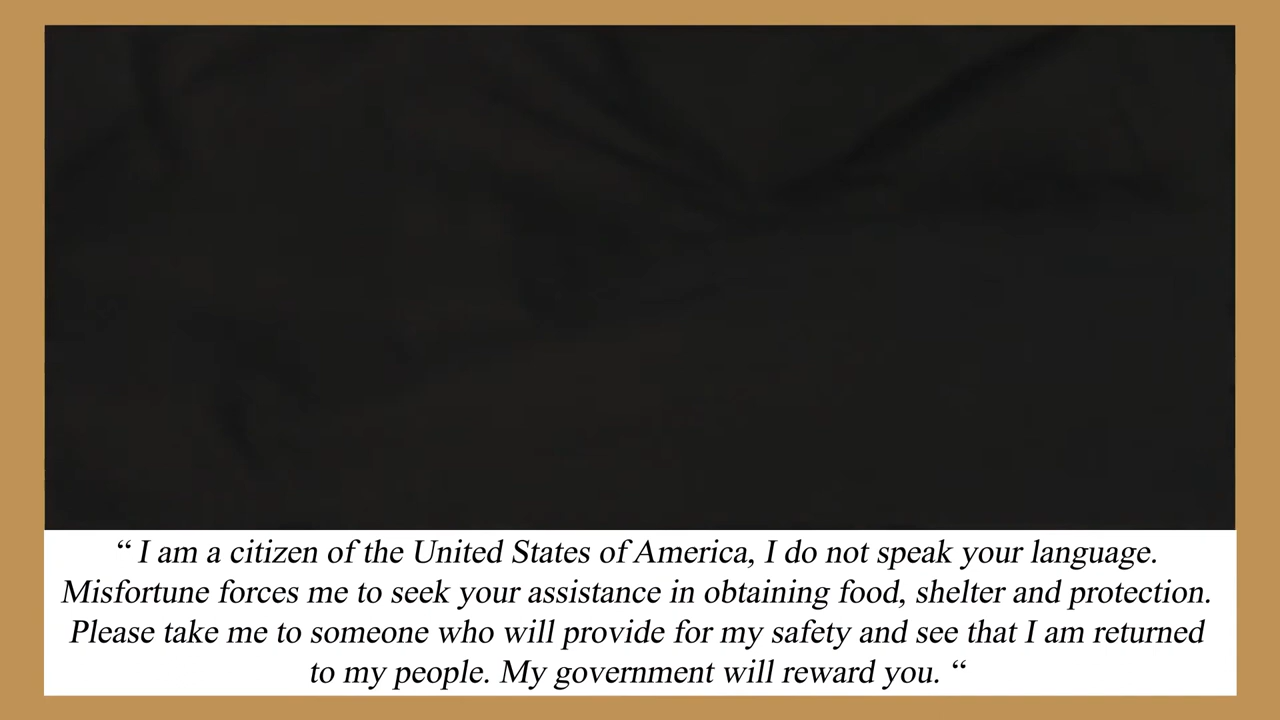 “ I am a citizen of the United States of America, I do not speak your language.
Misfortune forces me to seek your assistance in obtaining food, shelter and protection.
Please take me to someone who will provide for my safety and see that I am returned
to my people. My government will reward you. “